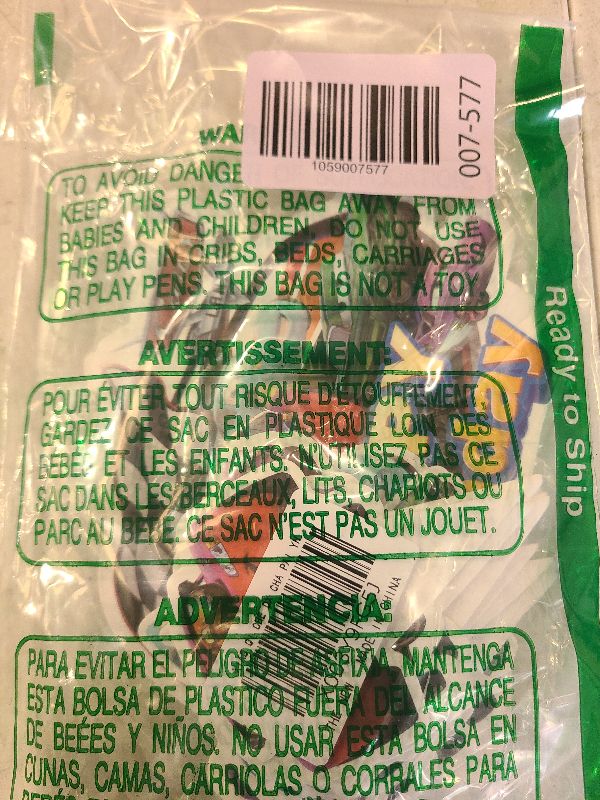 1059007577
007-577
WA
TO AVOID DANGE
KEEP THIS PLASTIC BAG AWAY FROM
BABIES AND CHILDREN, DO NOT USE
THIS BAG IN CRIBS, BEDS, CARRIAGES
OR PLAY PENS. THIS BAG IS NOT A TOY.
AVERTISSEMENT:
POUR ÉVITER TOUT RISQUE D'ÉTOUFFEMENT,
GARDEZ CE SAC EN PLASTIQUE LOIN DES
BÉBÉS ET LES ENFANTS. N'UTILISEZ PAS CE
SAC DANS LES BERCEAUX, LITS, CHARIOTS OU
PARC AU BÉBÉ. CE SAC N'EST PAS UN JOUET.
ADVERTENCIA:
PARA EVITAR EL PELIGRO DE ASFIXIA, MANTENGA
ESTA BOLSA DE PLASTICO FUERA DEL ALCANCE
DE BEÉES Y NIÑOS. NO USAR ESTA BOLSA EN
CUNAS, CAMAS, CARRIOLAS O CORRALES PARA
Ready to Ship